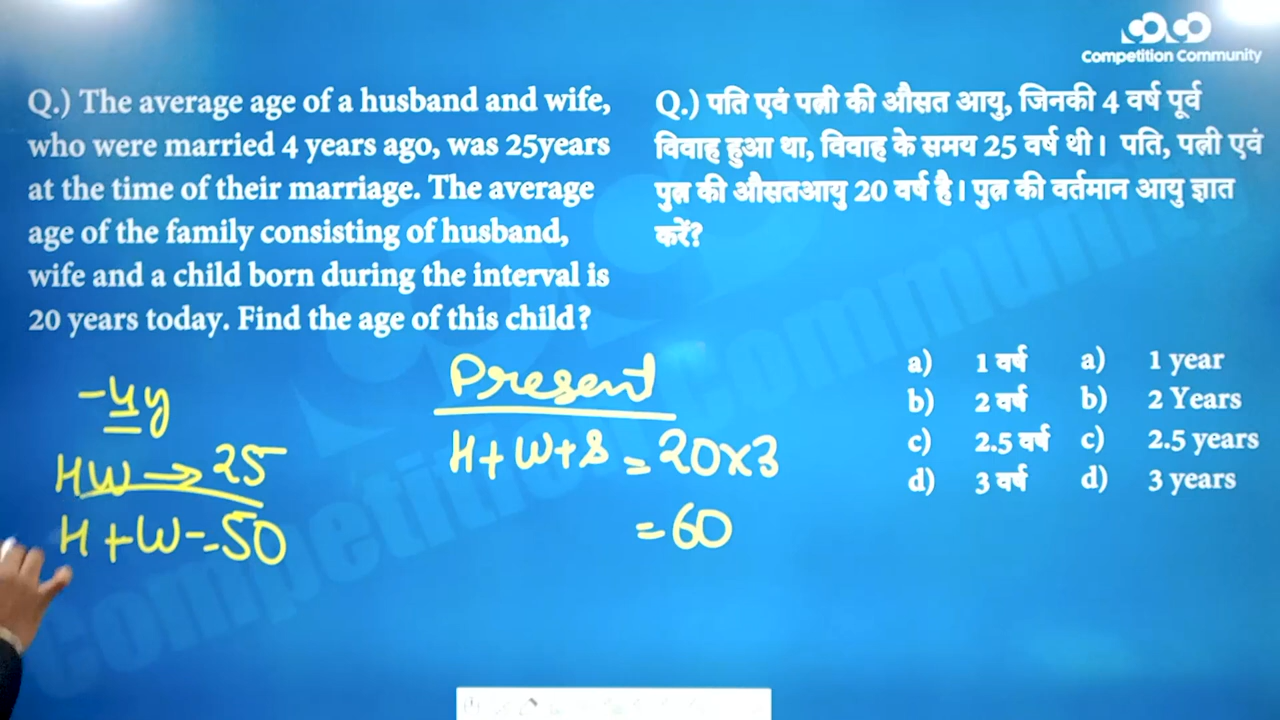 Competition Community
Q.) The average age of a husband and wife,
who were married 4 years ago, was 25years
at the time of their marriage. The average
age of the family consisting of husband,
wife and a child born during the interval is
20 years today. Find the age of this child?
Q.) पति एवं पत्नी की औसत आयु, जिनकी 4 वर्ष पूर्व
विवाह हुआ था, विवाह के समय 25 वर्ष थी। पति, पत्नी एवं
पुत्र की औसतआयु 20 वर्ष है। पुत्र की वर्तमान आयु ज्ञात
करें?
a) 1 वर्ष a) 1 year
b) 2 वर्ष b) 2 Years
c) 2.5 वर्ष c) 2.5 years
d) 3 वर्ष d) 3 years
-4y
HW → 25
H+W-=50
Present
H+W+S=20×3
=60
Competition Community